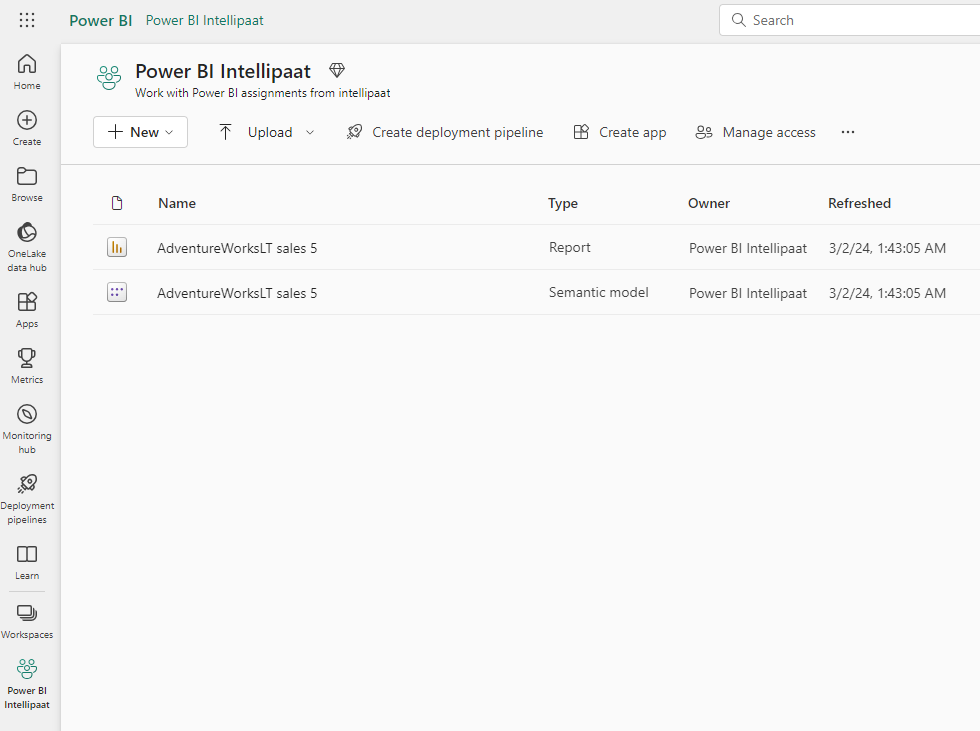 Power BI Power BI Intellipaat
Search
Home
Create
Browse
OneLake
data hub
Apps
Metrics
Monitoring
hub
Deployment
pipelines
Learn
Workspaces
Power BI
Intellipaat
Power BI Intellipaat
Work with Power BI assignments from intellipaat
New Upload Create deployment pipeline Create app Manage access ...
Name Type Owner Refreshed
AdventureWorksLT sales 5 Report Power BI Intellipaat 3/2/24, 1:43:05 AM
AdventureWorksLT sales 5 Semantic model Power BI Intellipaat 3/2/24, 1:43:05 AM